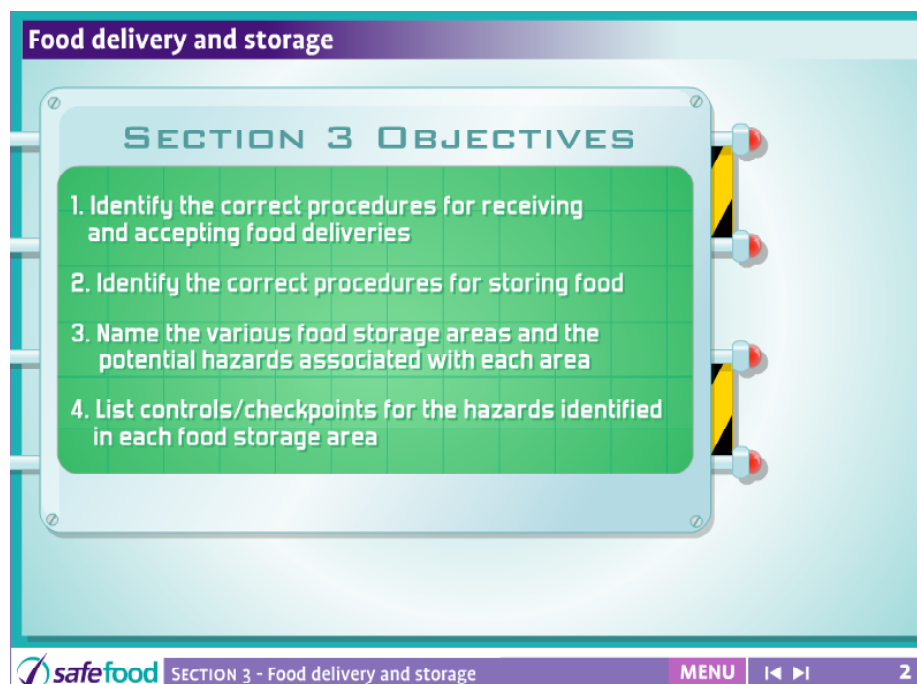 Food delivery and storage
SECTION 3 OBJECTIVES
1. Identify the correct procedures for receiving
and accepting food deliveries
2. Identify the correct procedures for storing food
3. Name the various food storage areas and the
potential hazards associated with each area
4. List controls/checkpoints for the hazards identified
in each food storage area
safefood SECTION 3 - Food delivery and storage MENU 2